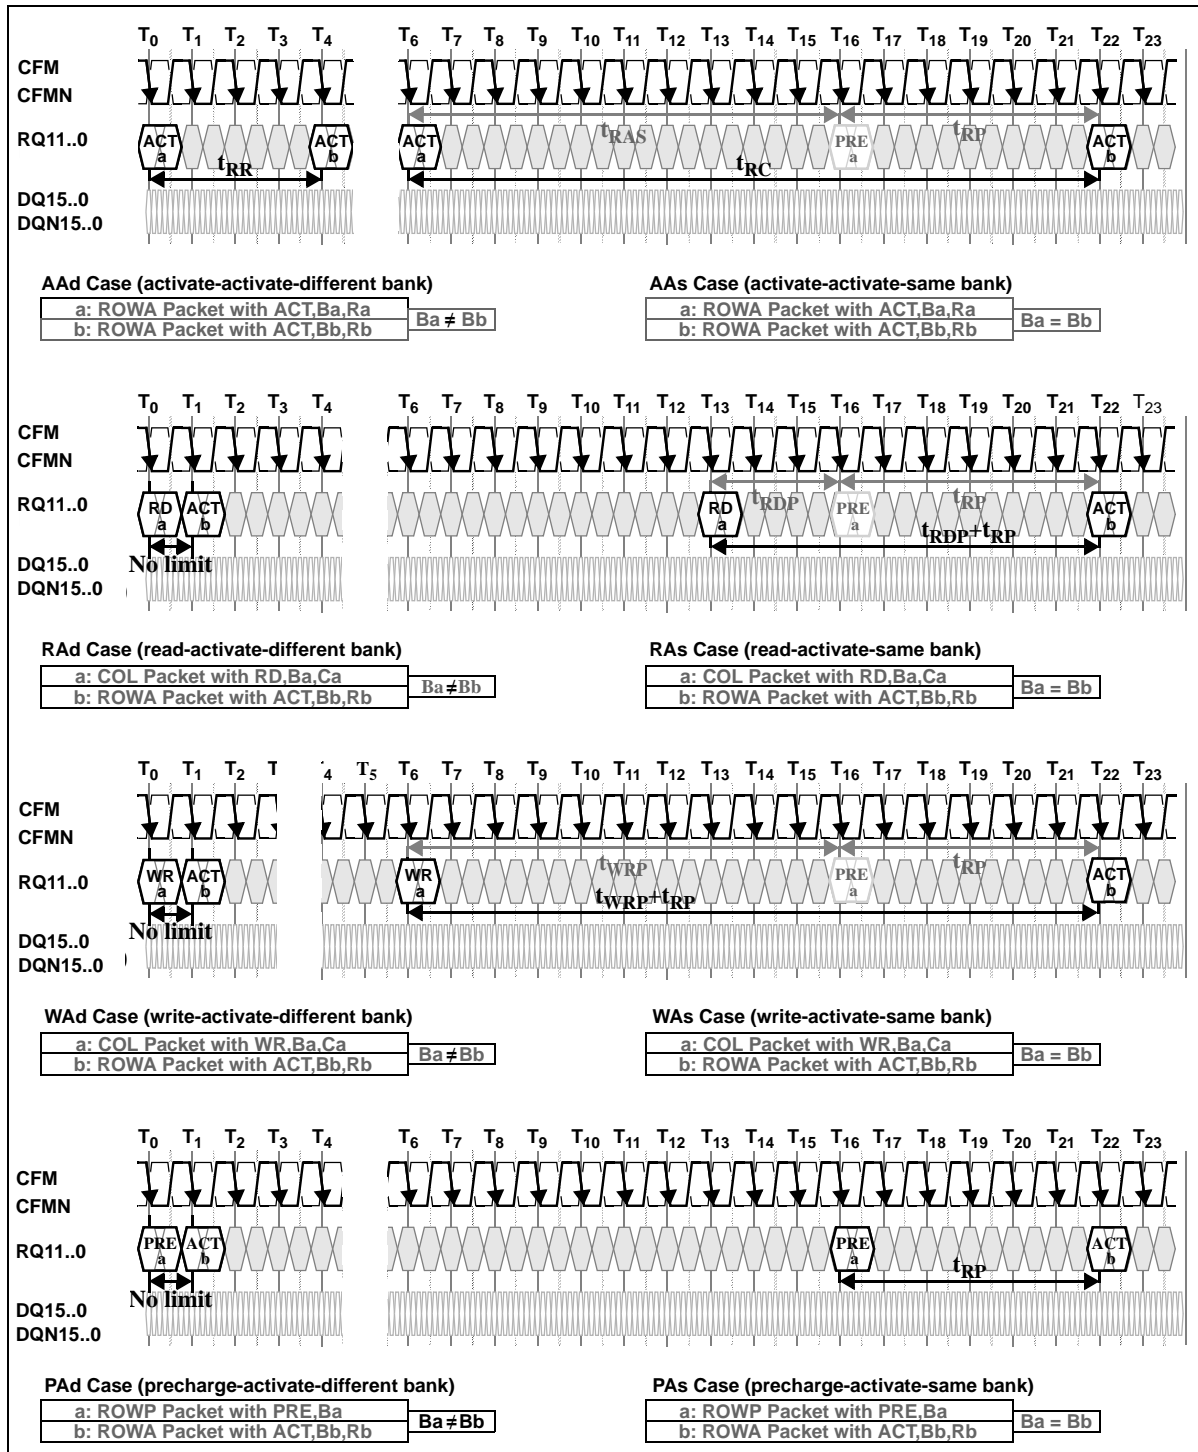 T0 T1 T2 T3 T4 T6 T7 T8 T9 T10 T11 T12 T13 T14 T15 T16 T17 T18 T19 T20 T21 T22 T23
CFM
CFMN
tRAS tRP
RQ11..0 ACT a ACT b ACT a PRE a ACT b
tRR tRC
DQ15..0
DQN15..0
AAd Case (activate-activate-different bank) AAs Case (activate-activate-same bank)
a: ROWA Packet with ACT,Ba,Ra a: ROWA Packet with ACT,Ba,Ra
Ba ≠ Bb Ba = Bb
b: ROWA Packet with ACT,Bb,Rb b: ROWA Packet with ACT,Bb,Rb
T0 T1 T2 T3 T4 T6 T7 T8 T9 T10 T11 T12 T13 T14 T15 T16 T17 T18 T19 T20 T21 T22 T23
CFM
CFMN
tRDP tRP
RQ11..0 RD a ACT b RD a PRE a ACT b
tRDP+tRP
DQ15..0 No limit
DQN15..0
RAd Case (read-activate-different bank) RAs Case (read-activate-same bank)
a: COL Packet with RD,Ba,Ca a: COL Packet with RD,Ba,Ca
Ba≠Bb Ba = Bb
b: ROWA Packet with ACT,Bb,Rb b: ROWA Packet with ACT,Bb,Rb
T0 T1 T2 T 4 T5 T6 T7 T8 T9 T10 T11 T12 T13 T14 T15 T16 T17 T18 T19 T20 T21 T22 T23
CFM
CFMN
tWRP tRP
RQ11..0 WR a ACT b WR a PRE a ACT b
tWRP+tRP
No limit
DQ15..0
DQN15..0
WAd Case (write-activate-different bank) WAs Case (write-activate-same bank)
a: COL Packet with WR,Ba,Ca a: COL Packet with WR,Ba,Ca
Ba≠Bb Ba = Bb
b: ROWA Packet with ACT,Bb,Rb b: ROWA Packet with ACT,Bb,Rb
T0 T1 T2 T3 T4 T6 T7 T8 T9 T10 T11 T12 T13 T14 T15 T16 T17 T18 T19 T20 T21 T22 T23
CFM
CFMN
RQ11..0 PRE a ACT b PRE a ACT b
tRP
No limit
DQ15..0
DQN15..0
PAd Case (precharge-activate-different bank) PAs Case (precharge-activate-same bank)
a: ROWP Packet with PRE,Ba a: ROWP Packet with PRE,Ba
Ba≠Bb Ba = Bb
b: ROWA Packet with ACT,Bb,Rb b: ROWA Packet with ACT,Bb,Rb